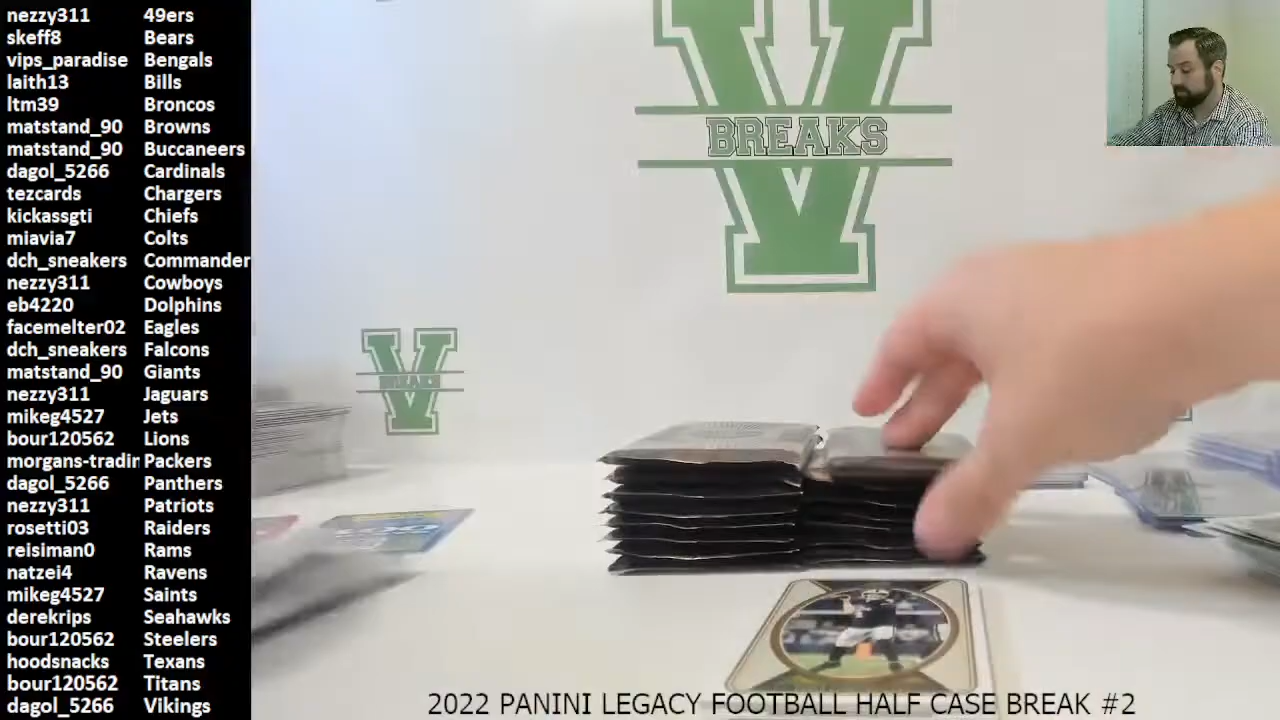 nezzy311 49ers
skeff8 Bears
vips_paradise Bengals
laith13 Bills
ltm39 Broncos
matstand_90 Browns
matstand_90 Buccaneers
dagol_5266 Cardinals
tezcards Chargers
kickassgti Chiefs
miavia7 Colts
dch_sneakers Commander
nezzy311 Cowboys
eb4220 Dolphins
facemelter02 Eagles
dch_sneakers Falcons
matstand_90 Giants
nezzy311 Jaguars
mikeg4527 Jets
bour120562 Lions
morgans-tradin Packers
dagol_5266 Panthers
nezzy311 Patriots
rosetti03 Raiders
reisiman0 Rams
natzei4 Ravens
mikeg4527 Saints
derekrips Seahawks
bour120562 Steelers
hoodsnacks Texans
bour120562 Titans
dagol_5266 Vikings
V
BREAKS
V
BREAKS
2022 PANINI LEGACY FOOTBALL HALF CASE BREAK #2